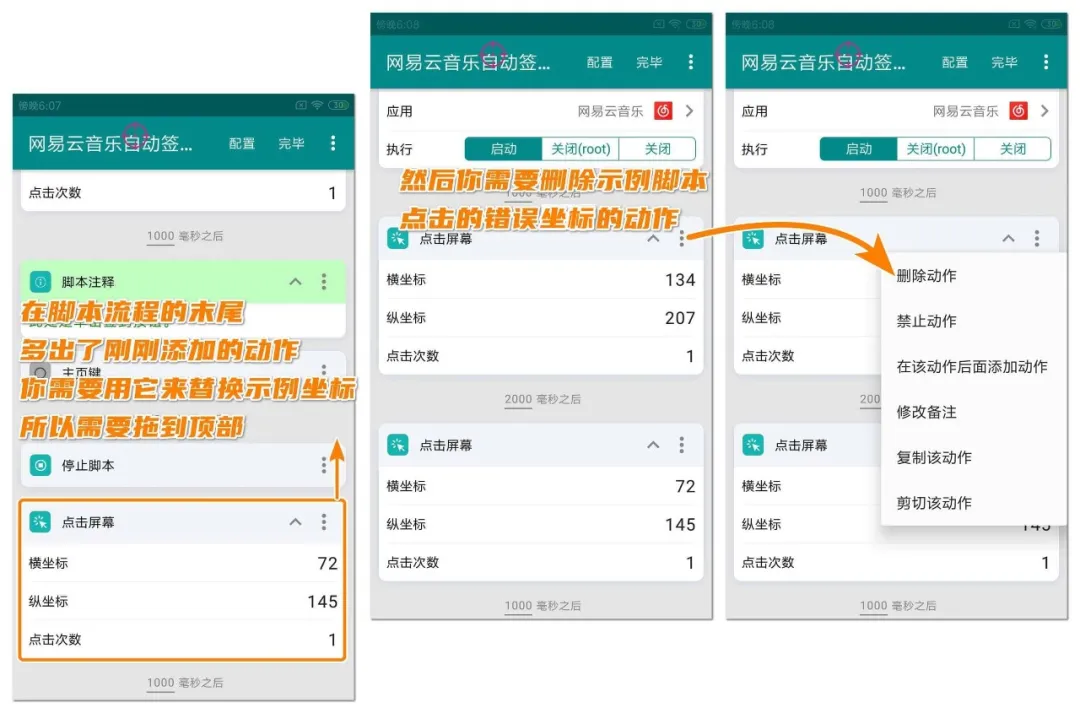 傍晚6:07
网易云音乐自动签...
配置
完毕
点击次数
1
1000 毫秒之后
脚本注释
在脚本流程的末尾
多出了刚刚添加的动作
主页键
你需要用它来替换示例坐标
所以需要拖到顶部
停止脚本
点击屏幕
横坐标
72
纵坐标
145
点击次数
1
1000 毫秒之后
傍晚6:08
网易云音乐自动签...
配置
完毕
应用
网易云音乐
执行
启动
关闭(root)
关闭
然后你需要删除示例脚本
1000 毫秒之后
点击的错误坐标的动作
点击屏幕
横坐标
134
纵坐标
207
点击次数
1
2000 毫秒之后
点击屏幕
横坐标
72
纵坐标
145
点击次数
1
1000 毫秒之后
傍晚6:08
网易云音乐自动签...
配置
完毕
应用
网易云音乐
执行
启动
关闭(root)
关闭
1000 毫秒之后
点击屏幕
横坐标
纵坐标
点击次数
200
点击屏幕
横坐标
纵坐标
145
点击次数
1
1000 毫秒之后
删除动作
禁止动作
在该动作后面添加动作
修改备注
复制该动作
剪切该动作